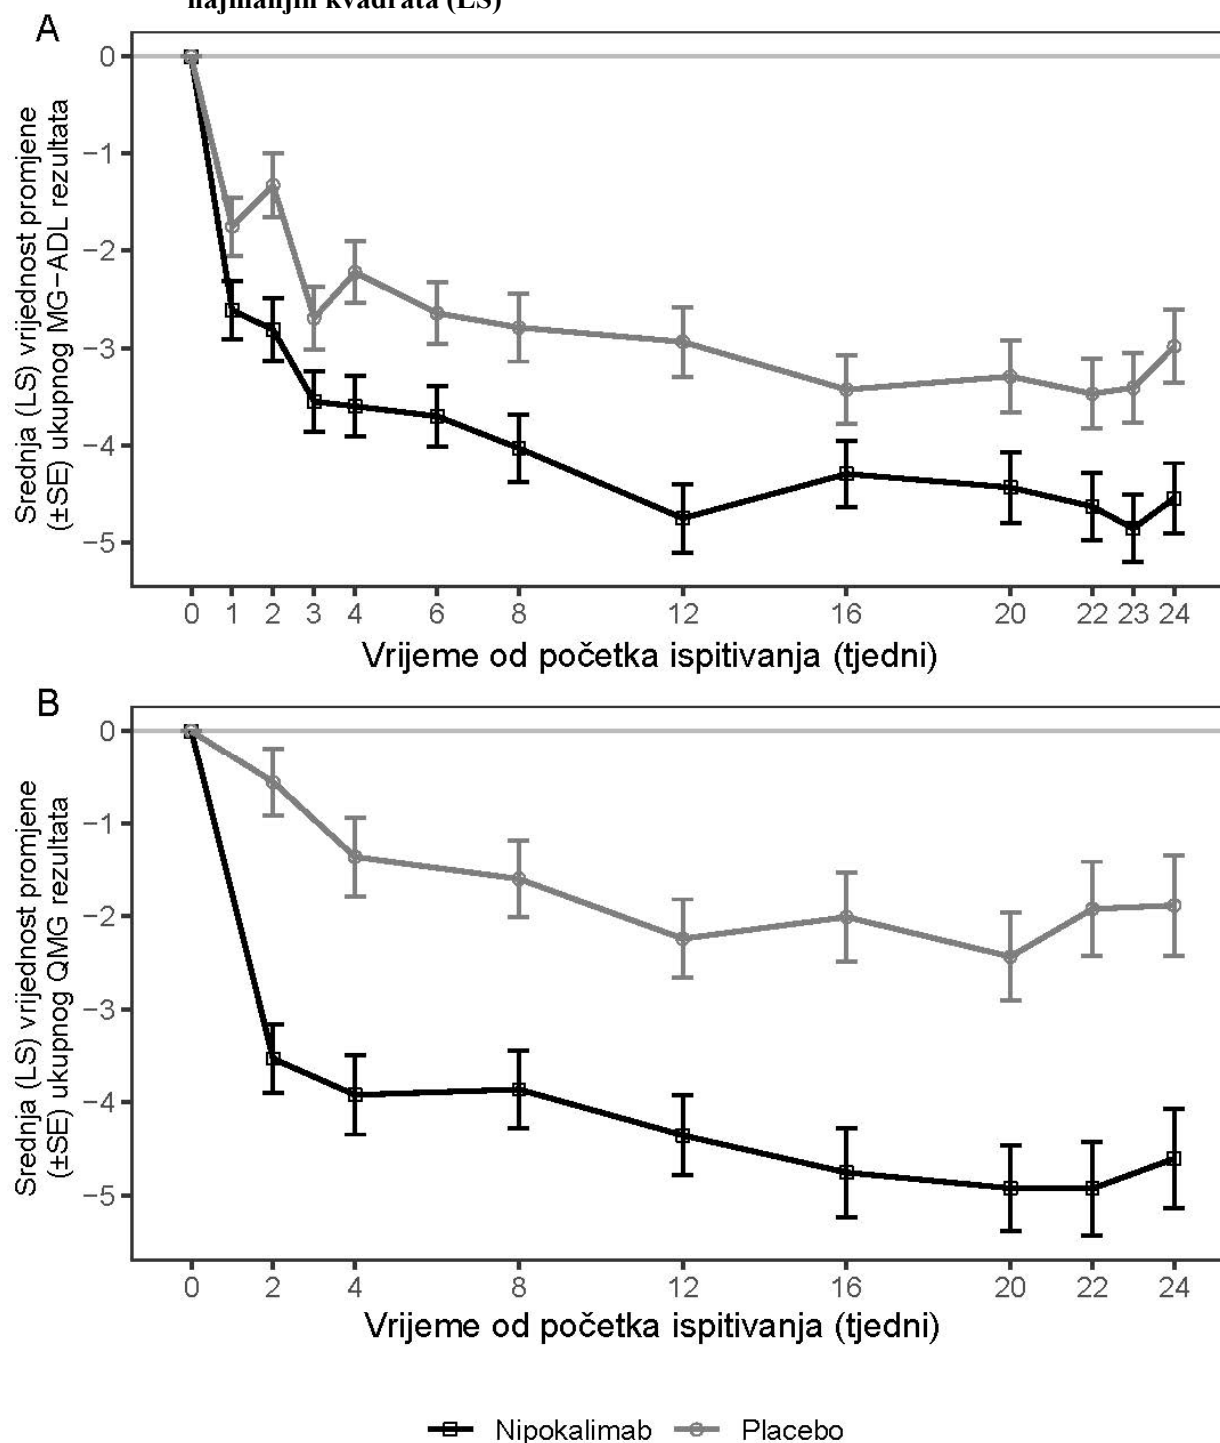 najmanjih kvadrata (LS)
A
Srednja (LS) vrijednost promjene
(±SE) ukupnog MG−ADL rezultata
0
−1
−2
−3
−4
−5
0 1 2 3 4 6 8 12 16 20 22 23 24
Vrijeme od početka ispitivanja (tjedni)
B
Srednja (LS) vrijednost promjene
(±SE) ukupnog QMG rezultata
0
−1
−2
−3
−4
−5
0 2 4 8 12 16 20 22 24
Vrijeme od početka ispitivanja (tjedni)
Nipokalimab Placebo